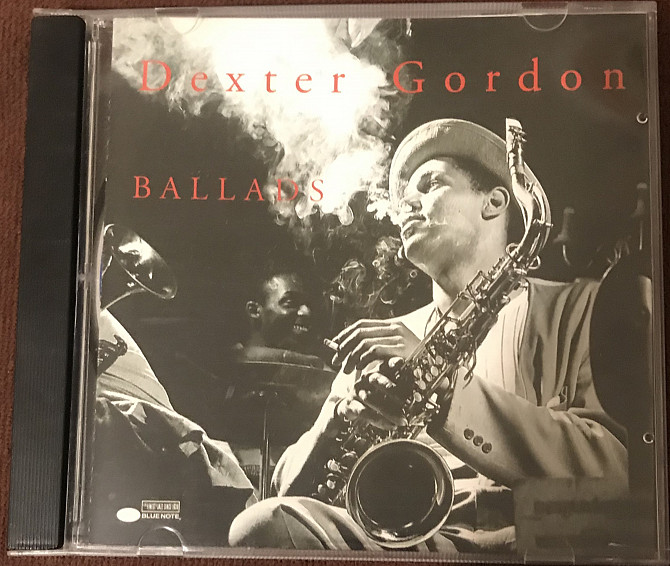 Dexter Gordon
BALLADS
BLUE NOTE